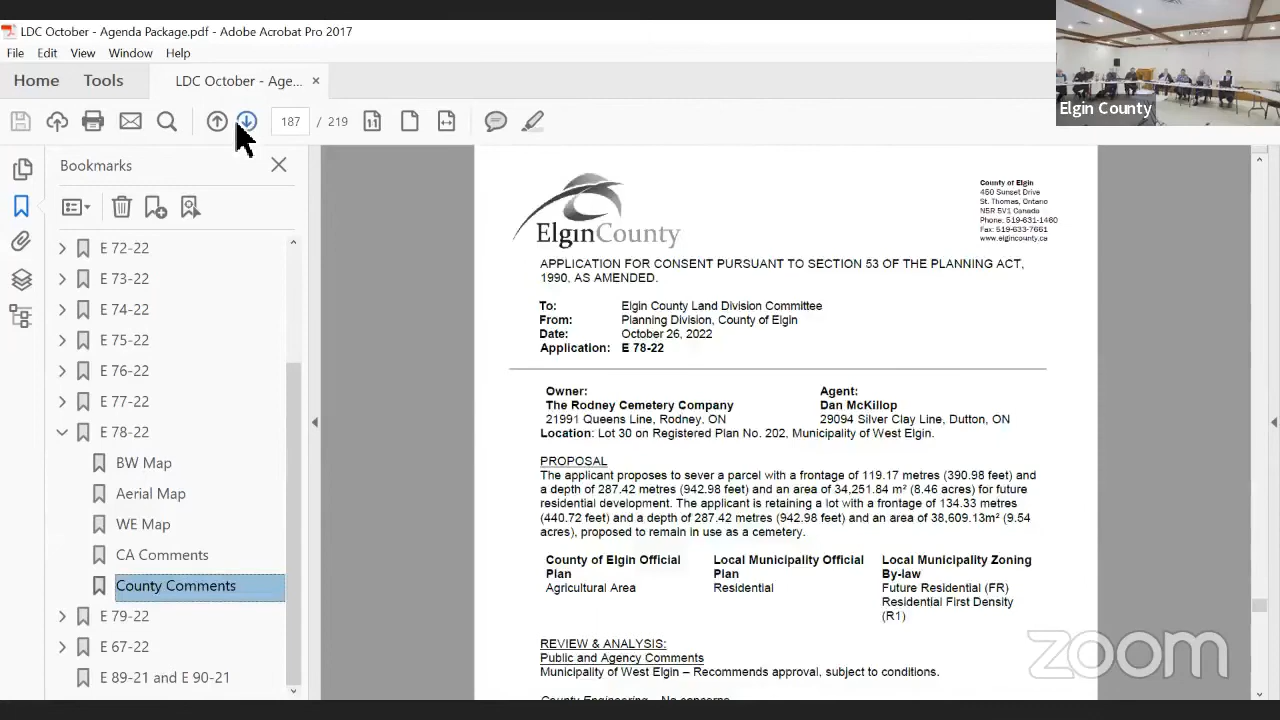 LDC October - Agenda Package.pdf - Adobe Acrobat Pro 2017
File Edit View Window Help
Home Tools LDC October - Age... ×
187 / 219
Elgin County
Bookmarks
E 72-22
E 73-22
E 74-22
E 75-22
E 76-22
E 77-22
E 78-22
BW Map
Aerial Map
WE Map
CA Comments
County Comments
E 79-22
E 67-22
E 89-21 and E 90-21
ElginCounty
County of Elgin
450 Sunset Drive
St. Thomas, Ontario
N5R 5V1 Canada
Phone: 519-631-1460
Fax: 519-633-7661
www.elgincounty.ca
APPLICATION FOR CONSENT PURSUANT TO SECTION 53 OF THE PLANNING ACT,
1990, AS AMENDED.
To: Elgin County Land Division Committee
From: Planning Division, County of Elgin
Date: October 26, 2022
Application: E 78-22
Owner: Agent:
The Rodney Cemetery Company Dan McKillop
21991 Queens Line, Rodney, ON 29094 Silver Clay Line, Dutton, ON
Location: Lot 30 on Registered Plan No. 202, Municipality of West Elgin.
PROPOSAL
The applicant proposes to sever a parcel with a frontage of 119.17 metres (390.98 feet) and
a depth of 287.42 metres (942.98 feet) and an area of 34,251.84 m² (8.46 acres) for future
residential development. The applicant is retaining a lot with a frontage of 134.33 metres
(440.72 feet) and a depth of 287.42 metres (942.98 feet) and an area of 38,609.13m² (9.54
acres), proposed to remain in use as a cemetery.
County of Elgin Official Local Municipality Official Local Municipality Zoning
Plan Plan By-law
Agricultural Area Residential Future Residential (FR)
Residential First Density
(R1)
REVIEW & ANALYSIS:
Public and Agency Comments
Municipality of West Elgin – Recommends approval, subject to conditions.
County Engineering – No concerns
zoom